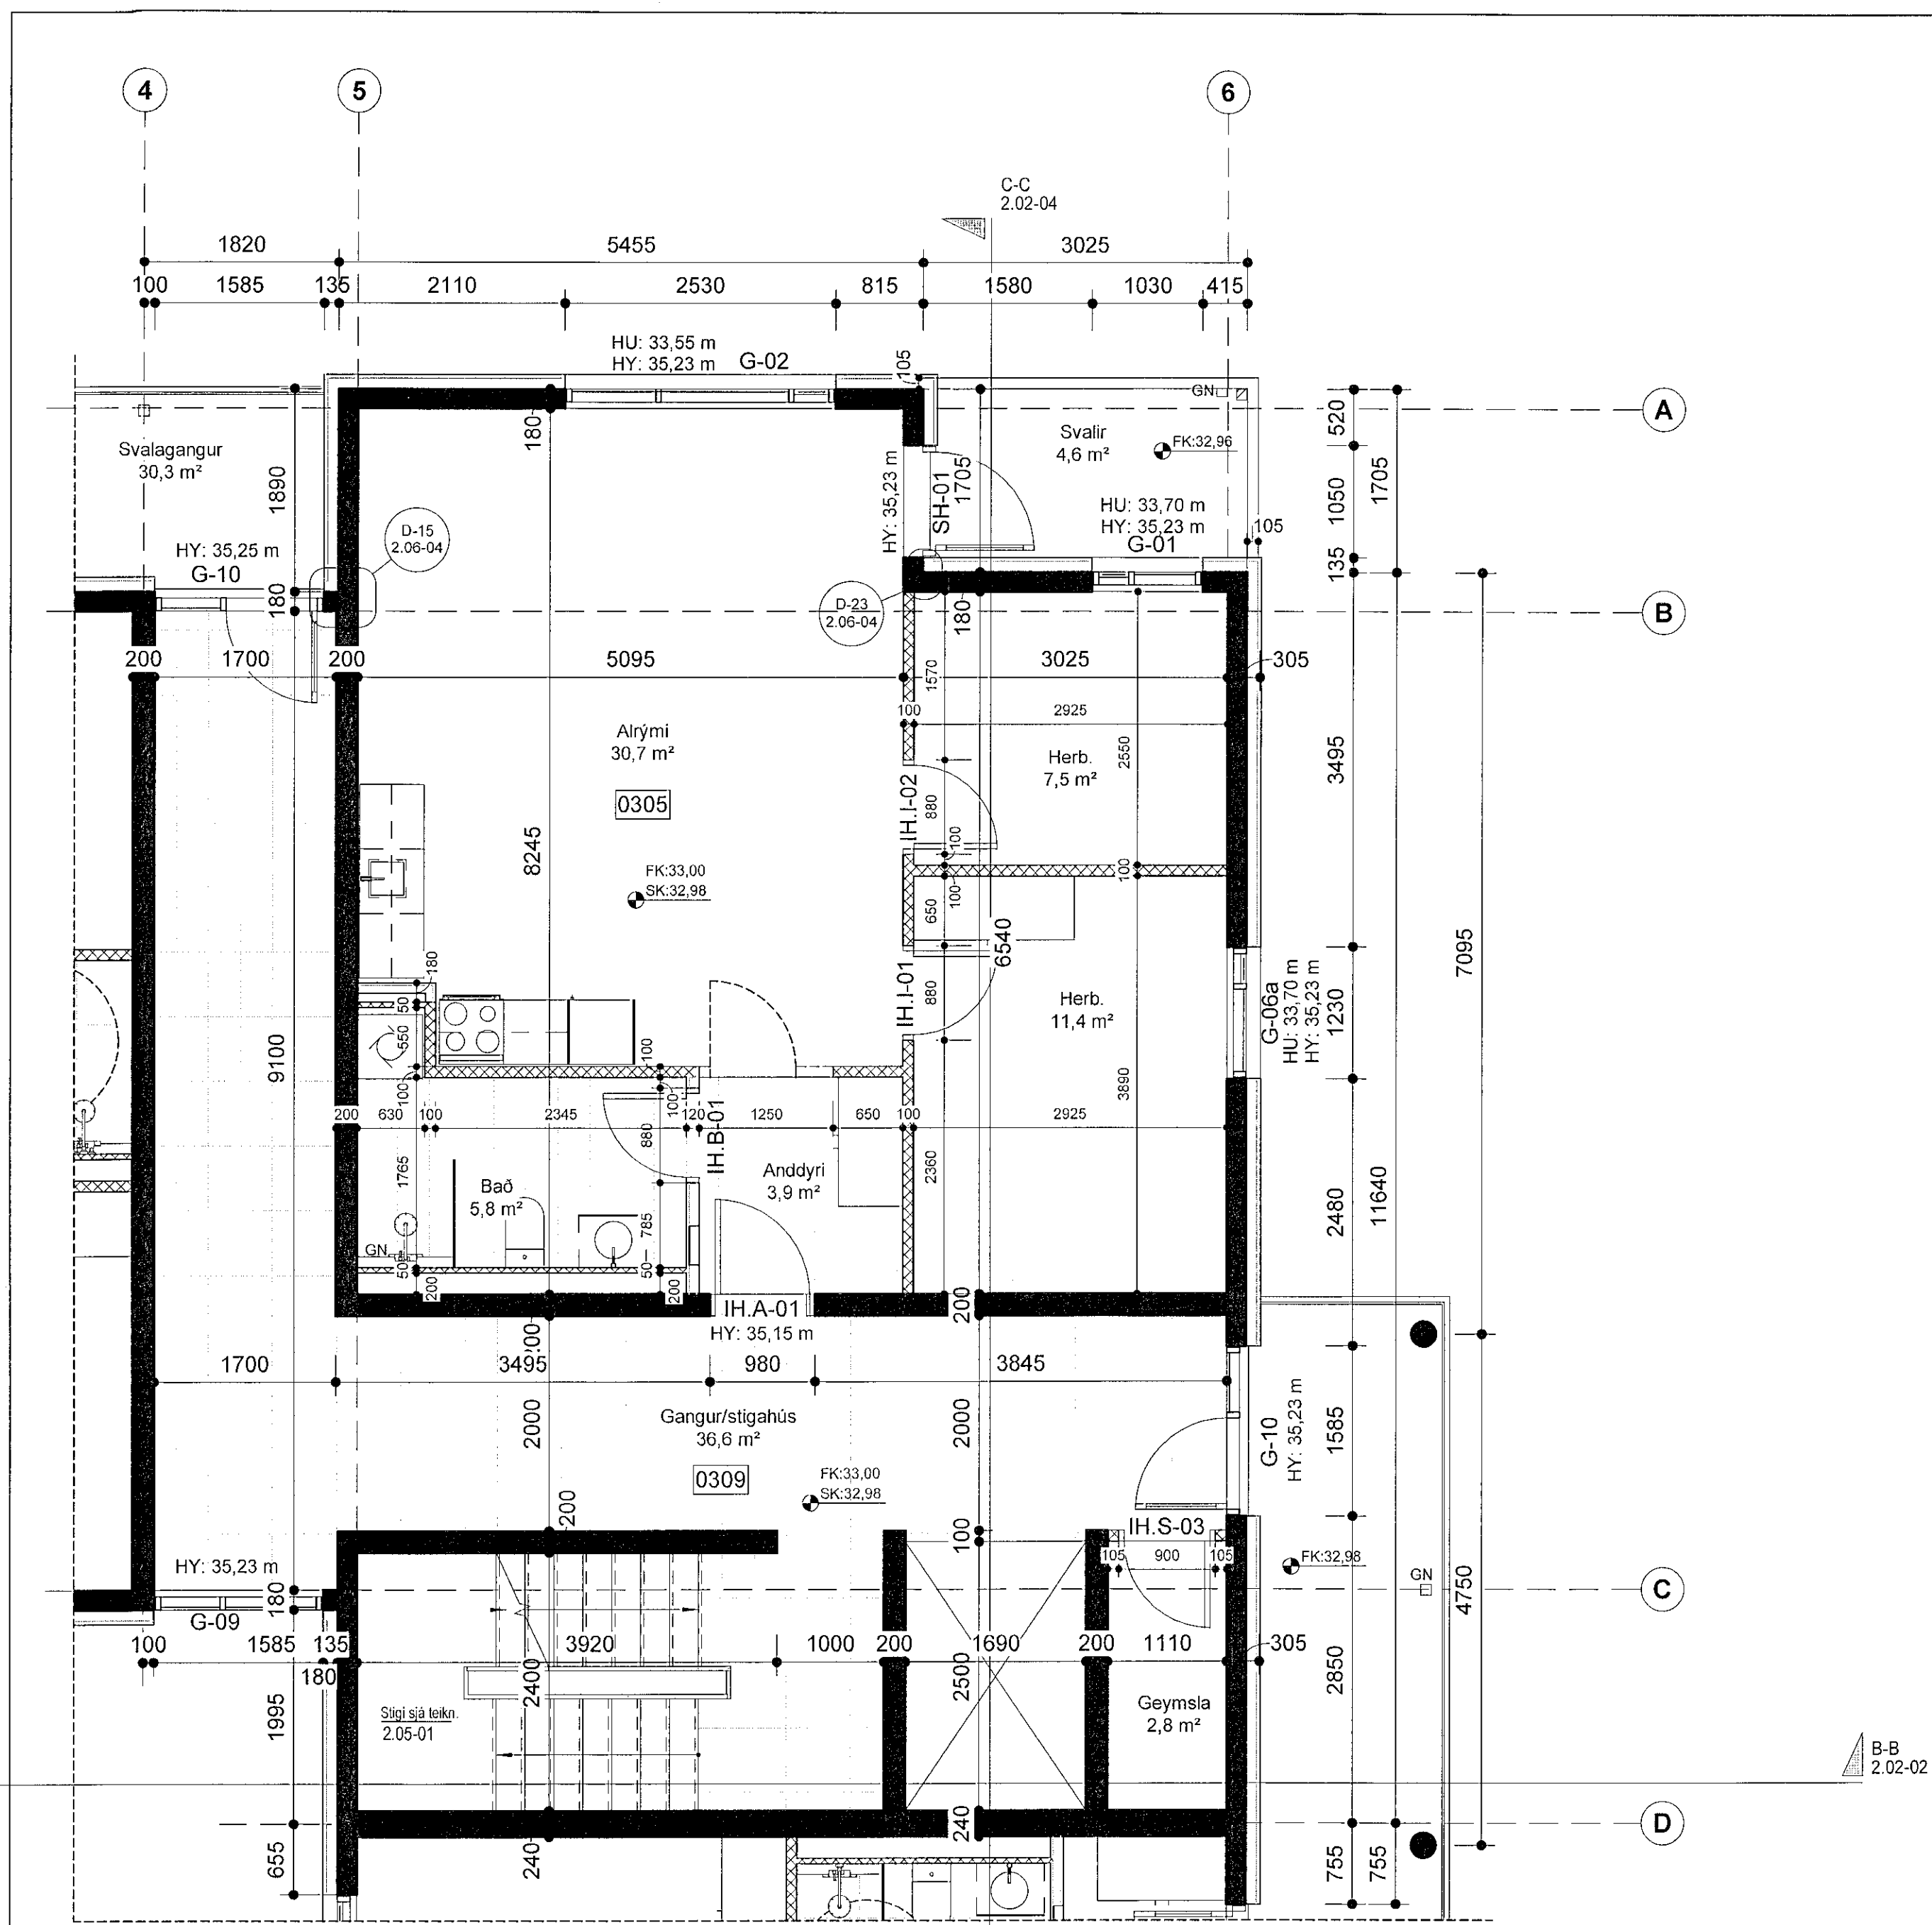 4
5
6
C-C
2.02-04
1820
5455
3025
100
1585
135
2110
2530
815
1580
1030
415
HU: 33,55 m
HY: 35,23 m
G-02
105
GN
A
520
180
Svalagangur
30,3 m²
1890
Svalir
4,6 m²
FK:32,96
HY: 35,23 m
SH-01
1705
1050
1705
HU: 33,70 m
HY: 35,23 m
G-01
105
D-15
2.06-04
HY: 35,25 m
G-10
135
180
D-23
2.06-04
180
B
200
1700
200
5095
3025
305
1570
100
2925
Alrými
30,7 m²
0305
Herb.
7,5 m²
2550
3495
IH.I-02
880
100
8245
FK:33,00
SK:32,98
100
100
650
6540
7095
180
50
550
IH.I-01
880
Herb.
11,4 m²
G-06a
HU: 33,70 m
HY: 35,23 m
1230
9100
100
100
100
3890
200
630
100
2345
120
1250
650
100
2925
880
IH.B-01
1765
Bað
5,8 m²
Anddyri
3,9 m²
2360
2480
11640
785
GN
50
50
200
200
IH.A-01
HY: 35,15 m
200
200
1700
3495
980
3845
2000
Gangur/stigahús
36,6 m²
0309
2000
FK:33,00
SK:32,98
G-10
HY: 35,23 m
1585
200
100
IH.S-03
105
900
105
FK:32,98
GN
HY: 35,23 m
180
G-09
C
4750
100
1585
135
180
3920
1000
200
1690
200
1110
305
2400
2500
2850
1995
Stigi sjá teikn.
2.05-01
Geymsla
2,8 m²
B-B
2.02-02
D
240
240
655
755
755